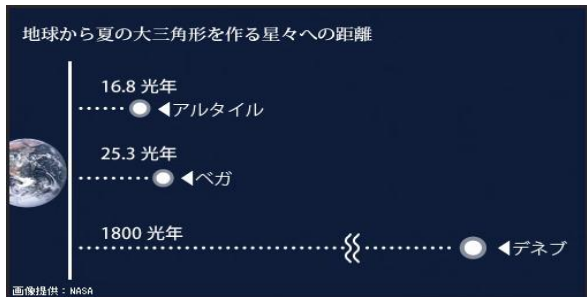 地球から夏の大三角形を作る星々への距離
16.8 光年
◀アルタイル
25.3 光年
◀ベガ
1800 光年
◀デネブ
画像提供：NASA